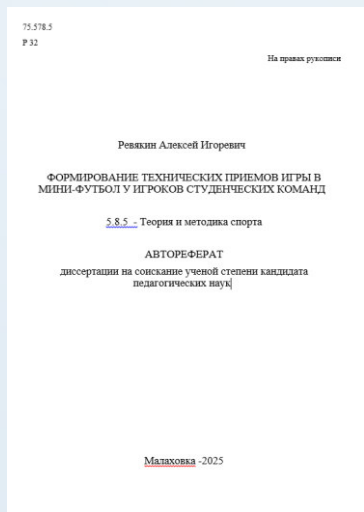 75.578.5
Р 32
На правах рукописи
Ревякин Алексей Игоревич
ФОРМИРОВАНИЕ ТЕХНИЧЕСКИХ ПРИЕМОВ ИГРЫ В
МИНИ-ФУТБОЛ У ИГРОКОВ СТУДЕНЧЕСКИХ КОМАНД
5.8.5 - Теория и методика спорта
АВТОРЕФЕРАТ
диссертации на соискание ученой степени кандидата
педагогических наук
Малаховка -2025